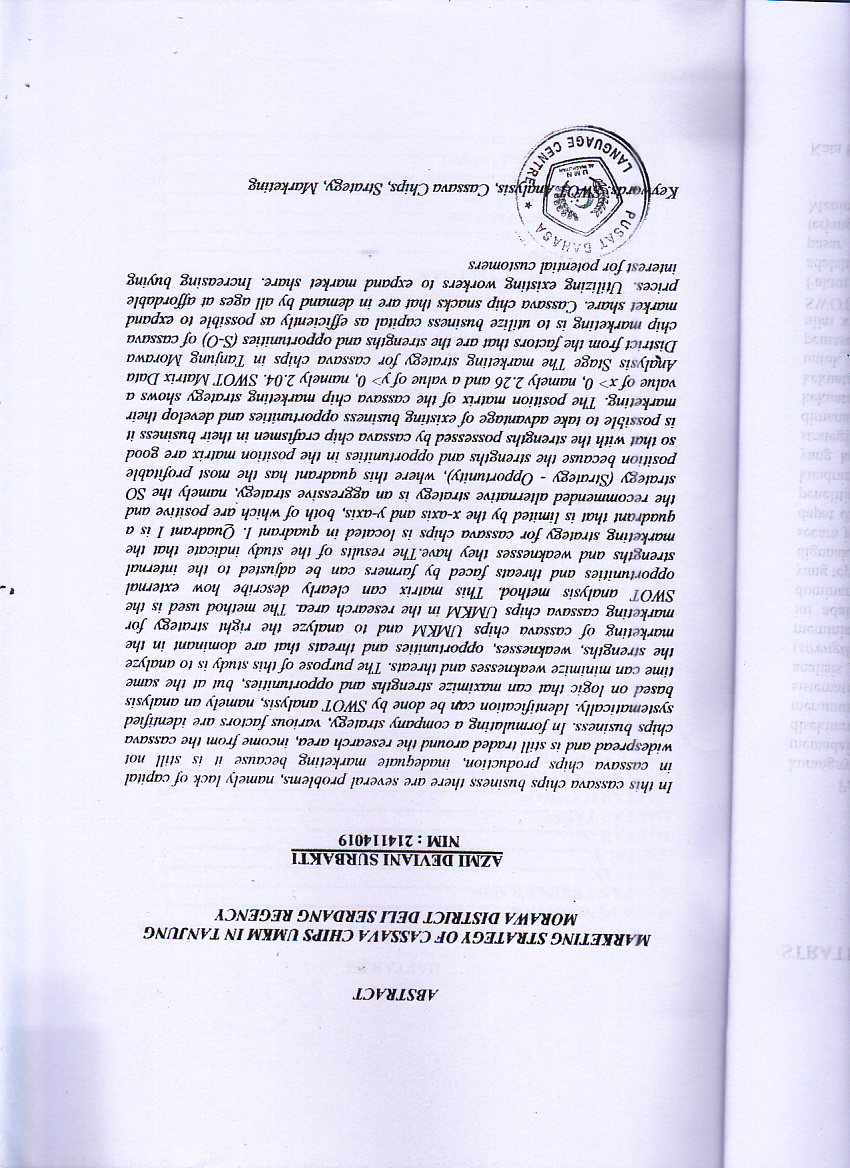 ABSTRACT
MARKETING STRATEGY OF CASSAVA CHIPS UMKM IN TANJUNG
MORAWA DISTRICT DELI SERDANG REGENCY
AZMI DEVIANI SURBAKTI
NIM : 214114019
In this cassava chips business there are several problems, namely lack of capital
in cassava chips production, inadequate marketing because it is still not
widespread and is still traded around the research area, income from the cassava
chips business. In formulating a company strategy, various factors are identified
systematically. Identification can be done by SWOT analysis, namely an analysis
based on logic that can maximize strengths and opportunities, but at the same
time can minimize weaknesses and threats. The purpose of this study is to analyze
the strengths, weaknesses, opportunities and threats that are dominant in the
marketing of cassava chips UMKM and to analyze the right strategy for
marketing cassava chips UMKM in the research area. The method used is the
SWOT analysis method. This matrix can clearly describe how external
opportunities and threats faced by farmers can be adjusted to the internal
strengths and weaknesses they have.The results of the study indicate that the
marketing strategy for cassava chips is located in quadrant 1. Quadrant 1 is a
quadrant that is limited by the x-axis and y-axis, both of which are positive and
the recommended alternative strategy is an aggressive strategy, namely the SO
strategy (Strategy - Opportunity), where this quadrant has the most profitable
position because the strengths and opportunities in the position matrix are good
so that with the strengths possessed by cassava chip craftsmen in their business it
is possible to take advantage of existing business opportunities and develop their
marketing. The position matrix of the cassava chip marketing strategy shows a
value of x> 0, namely 2.26 and a value of y> 0, namely 2.04. SWOT Matrix Data
Analysis Stage The marketing strategy for cassava chips in Tanjung Morawa
District from the factors that are the strengths and opportunities (S-O) of cassava
chip marketing is to utilize business capital as efficiently as possible to expand
market share. Cassava chip snacks that are in demand by all ages at affordable
prices. Utilizing existing workers to expand market share. Increasing buying
interest for potential customers
Keywords: SWOT Analysis, Cassava Chips, Strategy, Marketing
PUSAT BAHASA
UMN
AL WASHLIYAH
LANGUAGE CENTRE